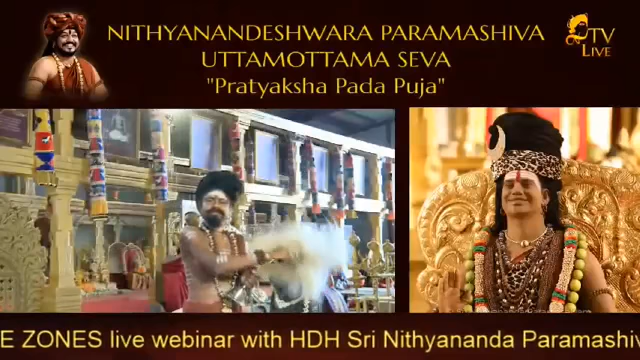 NITHYANANDESHWARA PARAMASHIVA
UTTAMOTTAMA SEVA
"Pratyaksha Pada Puja"
TV
LIVE
E ZONES live webinar with HDH Sri Nithyananda Paramashiv